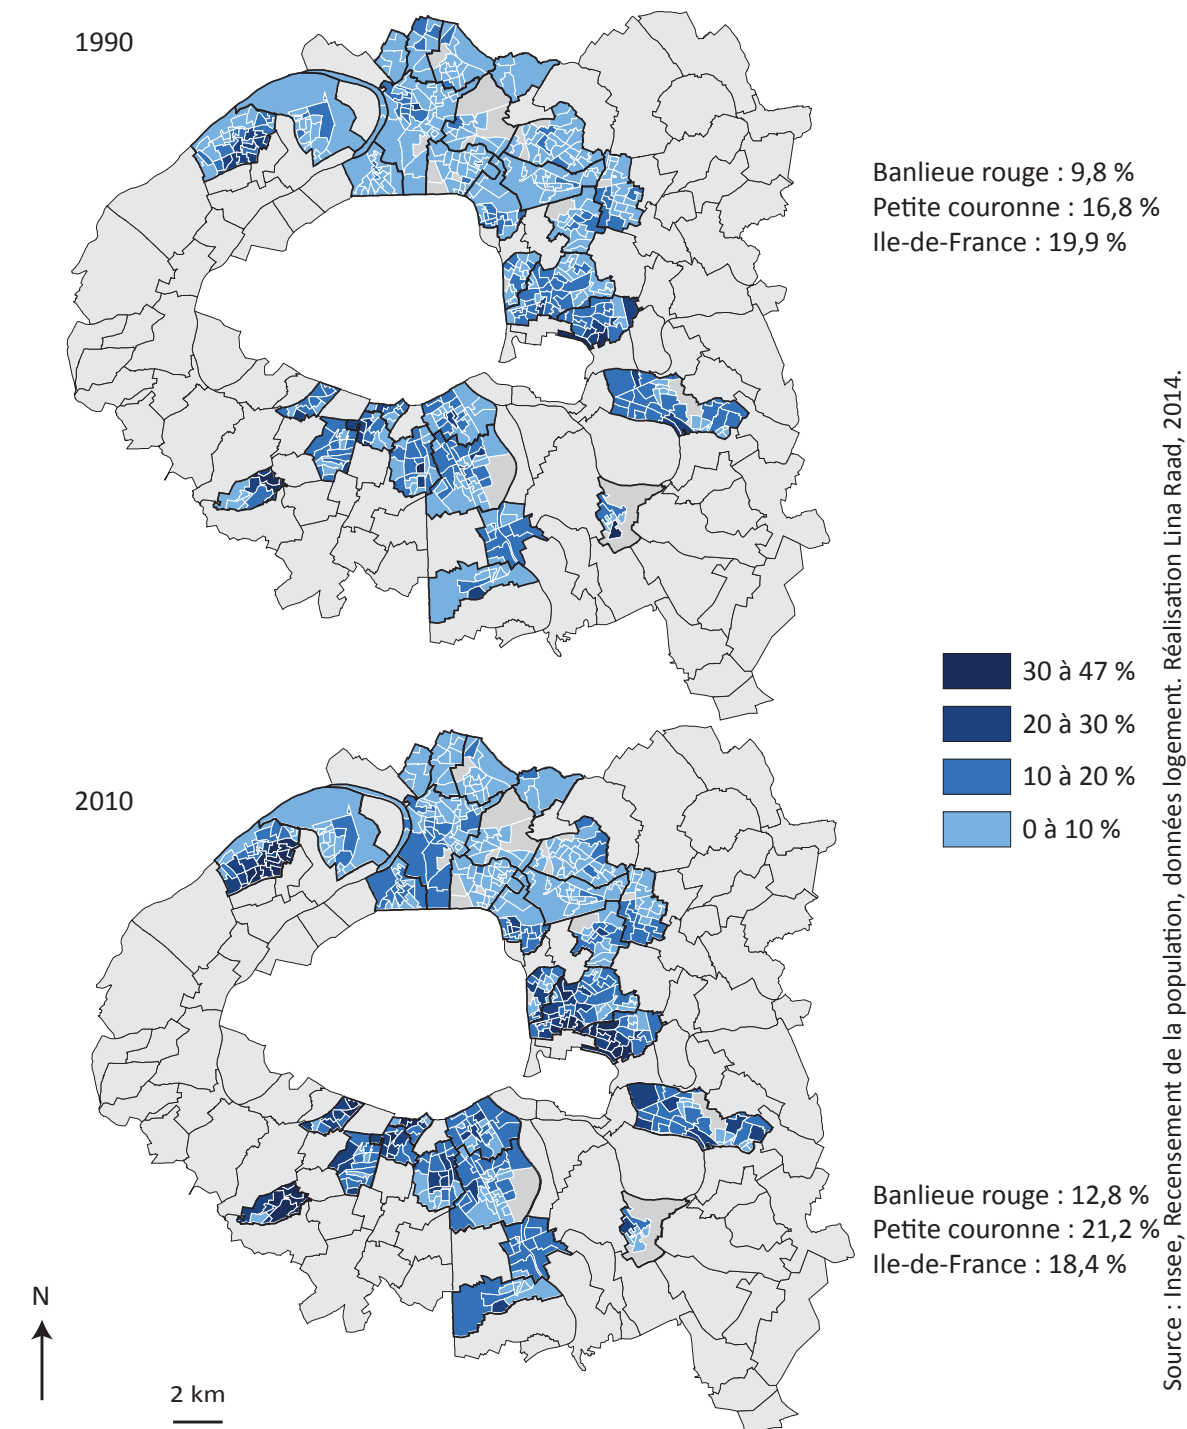 1990
Banlieue rouge : 9,8 %
Petite couronne : 16,8 %
Ile-de-France : 19,9 %
30 à 47 %
20 à 30 %
10 à 20 %
0 à 10 %
2010
Banlieue rouge : 12,8 %
Petite couronne : 21,2 %
Ile-de-France : 18,4 %
N
2 km
Source : Insee, Recensement de la population, données logement. Réalisation Lina Raad, 2014.